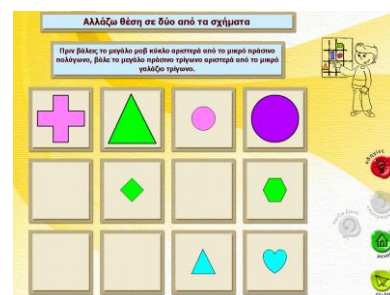 Αλλάζω θέση σε δύο από τα σχήματα
Πριν βάλεις το μεγάλο μοβ κύκλο αριστερά από το μικρό πράσινο
πολύγωνο, βάλε το μεγάλο πράσινο τρίγωνο αριστερά από το μικρό
γαλάζιο τρίγωνο.
οδηγίες